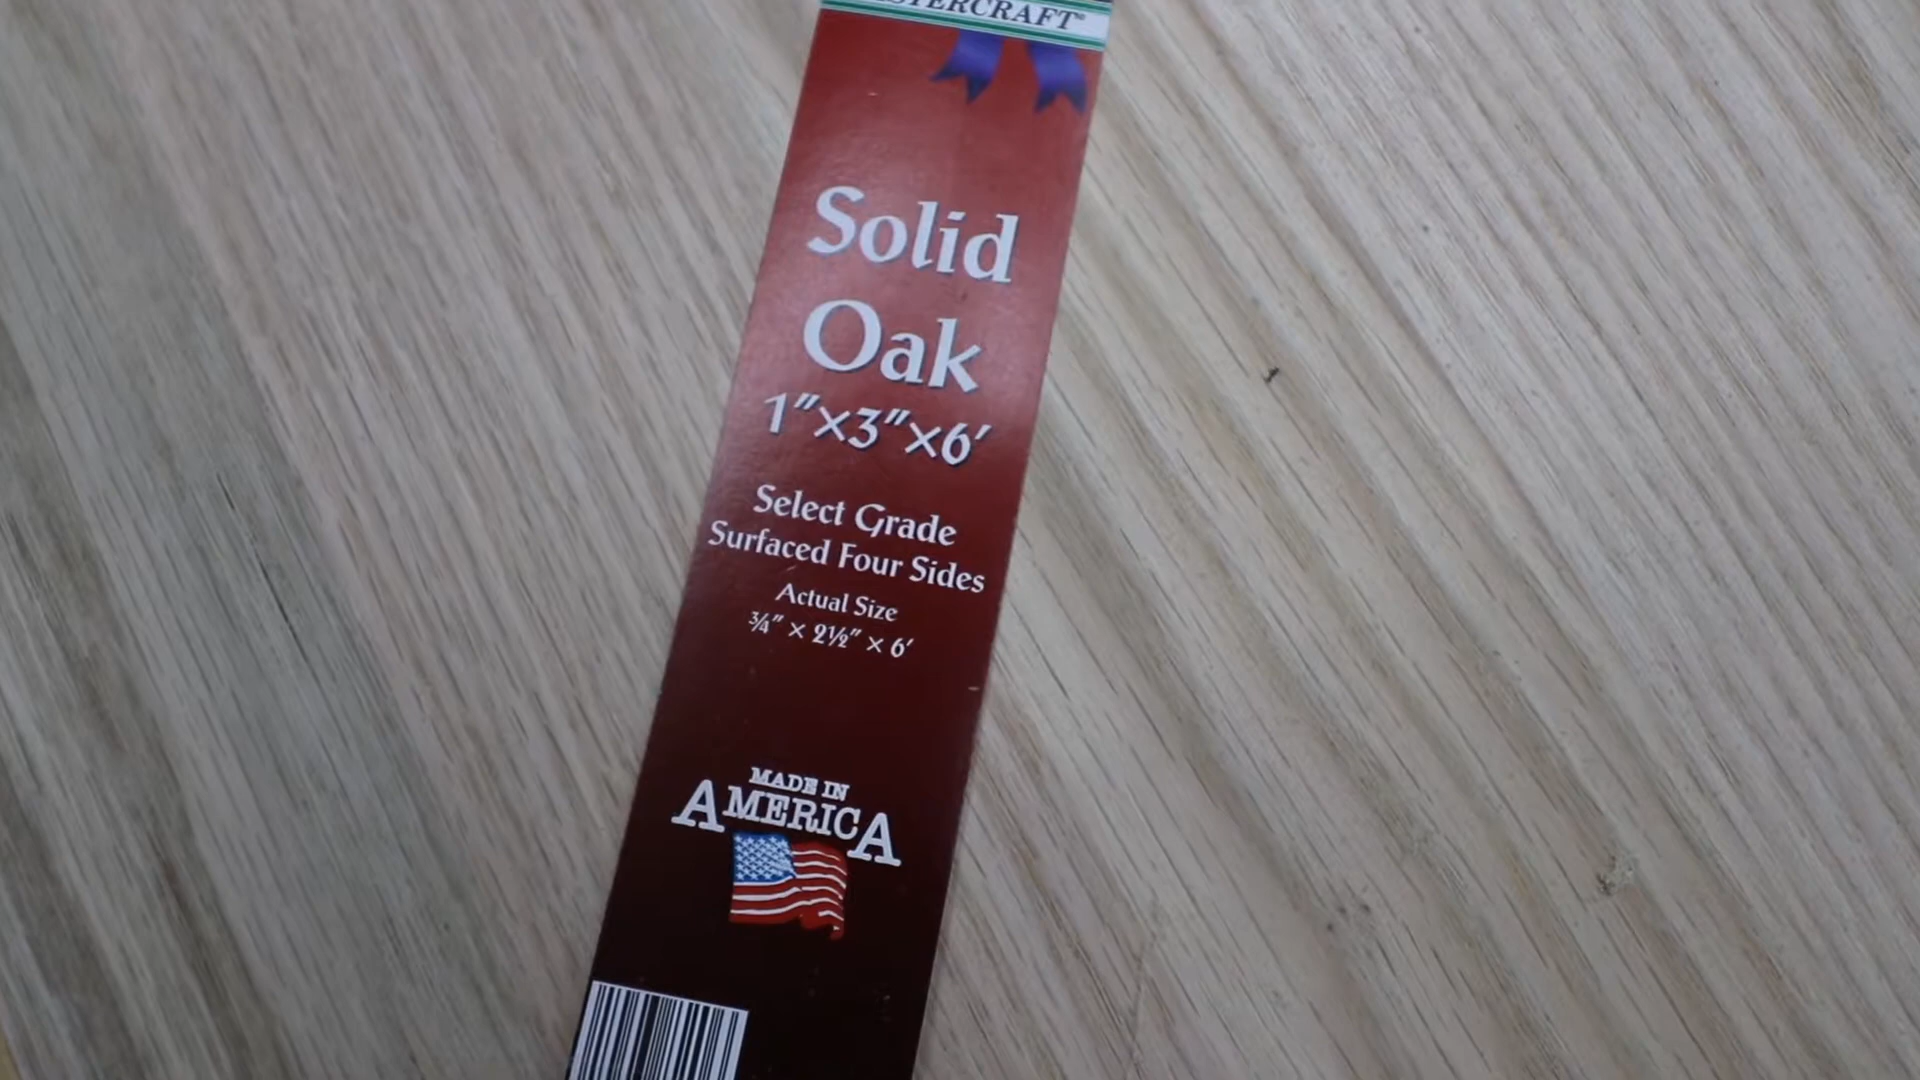 Solid
Oak
1"×3"×6'
Select Grade
Surfaced Four Sides
Actual Size
¾" × 2½" × 6'
MADE IN
AMERICA